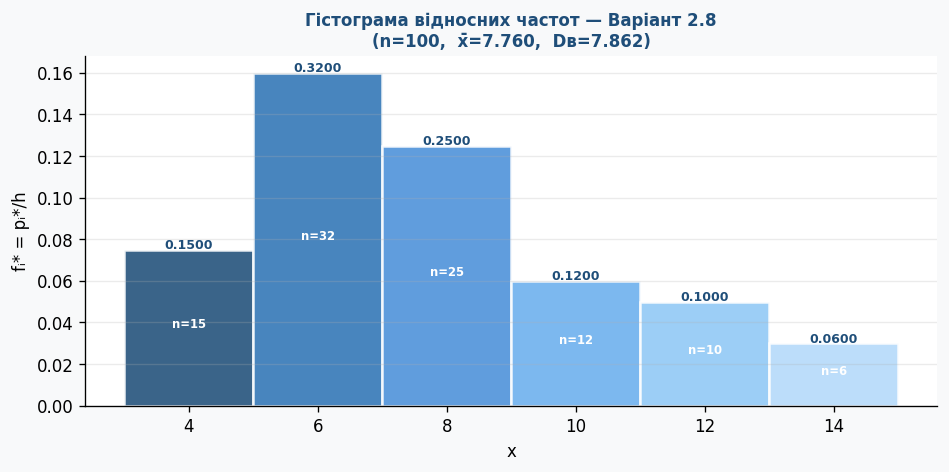 Гістограма відносних частот — Варіант 2.8
(n=100, x̄=7.760, Dв=7.862)
fᵢ* = pᵢ*/h
0.16
0.14
0.12
0.10
0.08
0.06
0.04
0.02
0.00
0.1500
0.3200
0.2500
0.1200
0.1000
0.0600
n=15
n=32
n=25
n=12
n=10
n=6
4
6
8
10
12
14
x